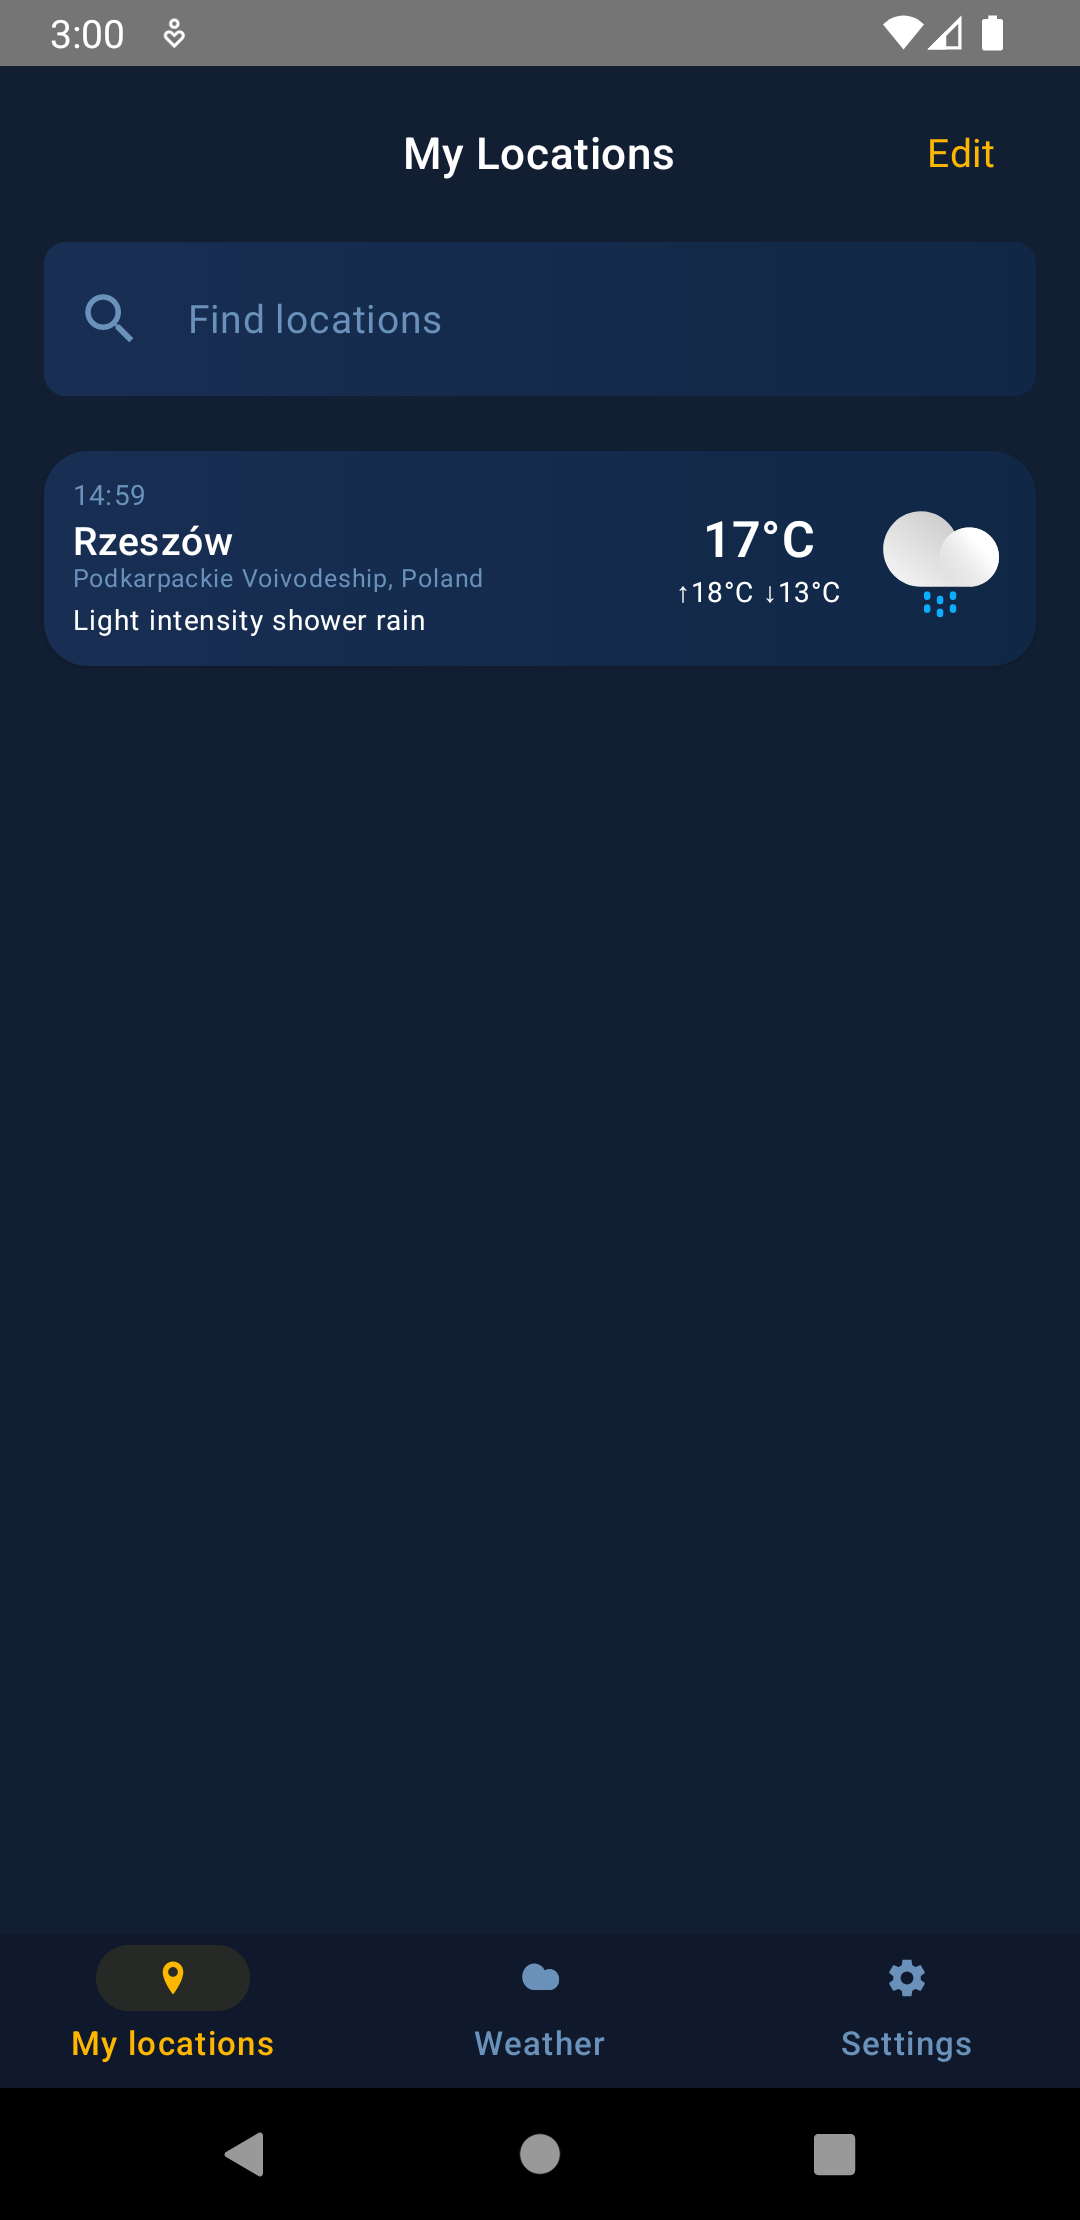 3:00
My Locations
Edit
Find locations
14:59
Rzeszów
Podkarpackie Voivodeship, Poland
Light intensity shower rain
17°C
↑18°C ↓13°C
My locations
Weather
Settings